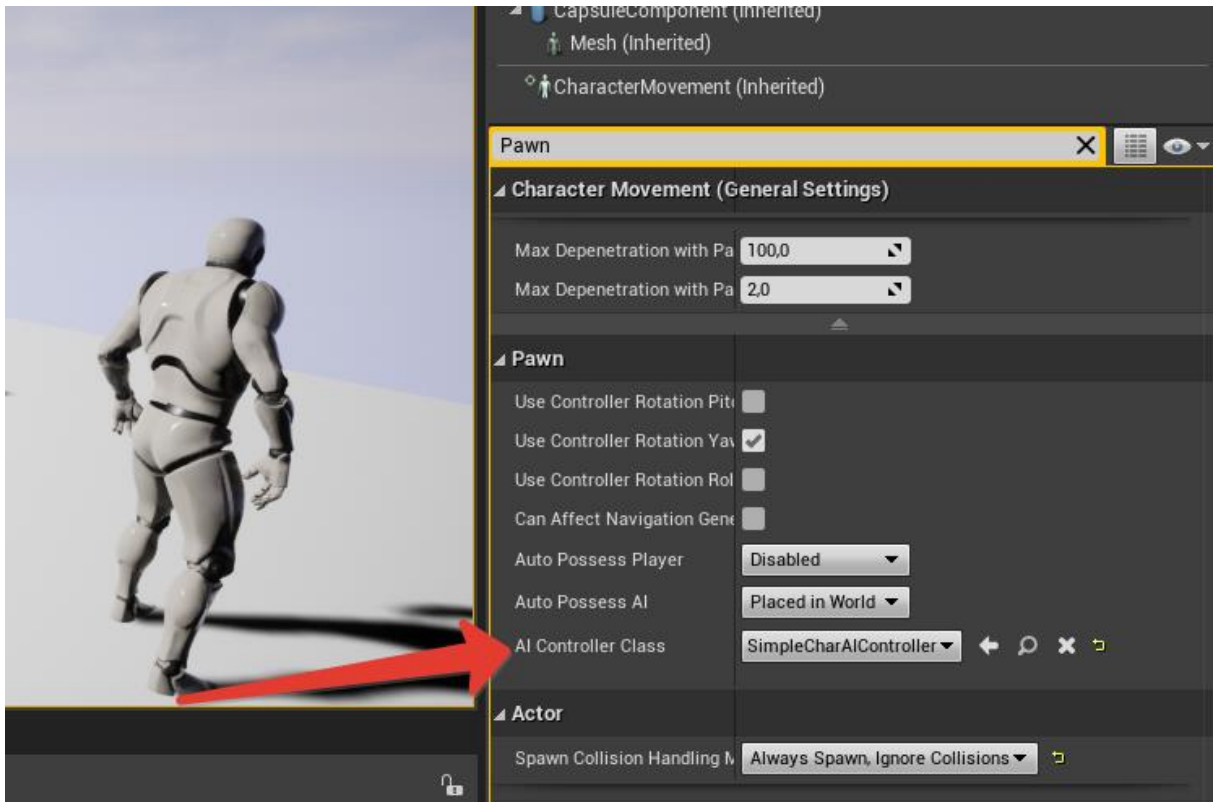 CapsuleComponent (Inherited)
Mesh (Inherited)
CharacterMovement (Inherited)
Pawn
Character Movement (General Settings)
Max Depenetration with Pa 100,0
Max Depenetration with Pa 2,0
Pawn
Use Controller Rotation Pit
Use Controller Rotation Yav
Use Controller Rotation Rol
Can Affect Navigation Gene
Auto Possess Player Disabled
Auto Possess AI Placed in World
AI Controller Class SimpleCharAIController
Actor
Spawn Collision Handling M Always Spawn, Ignore Collisions